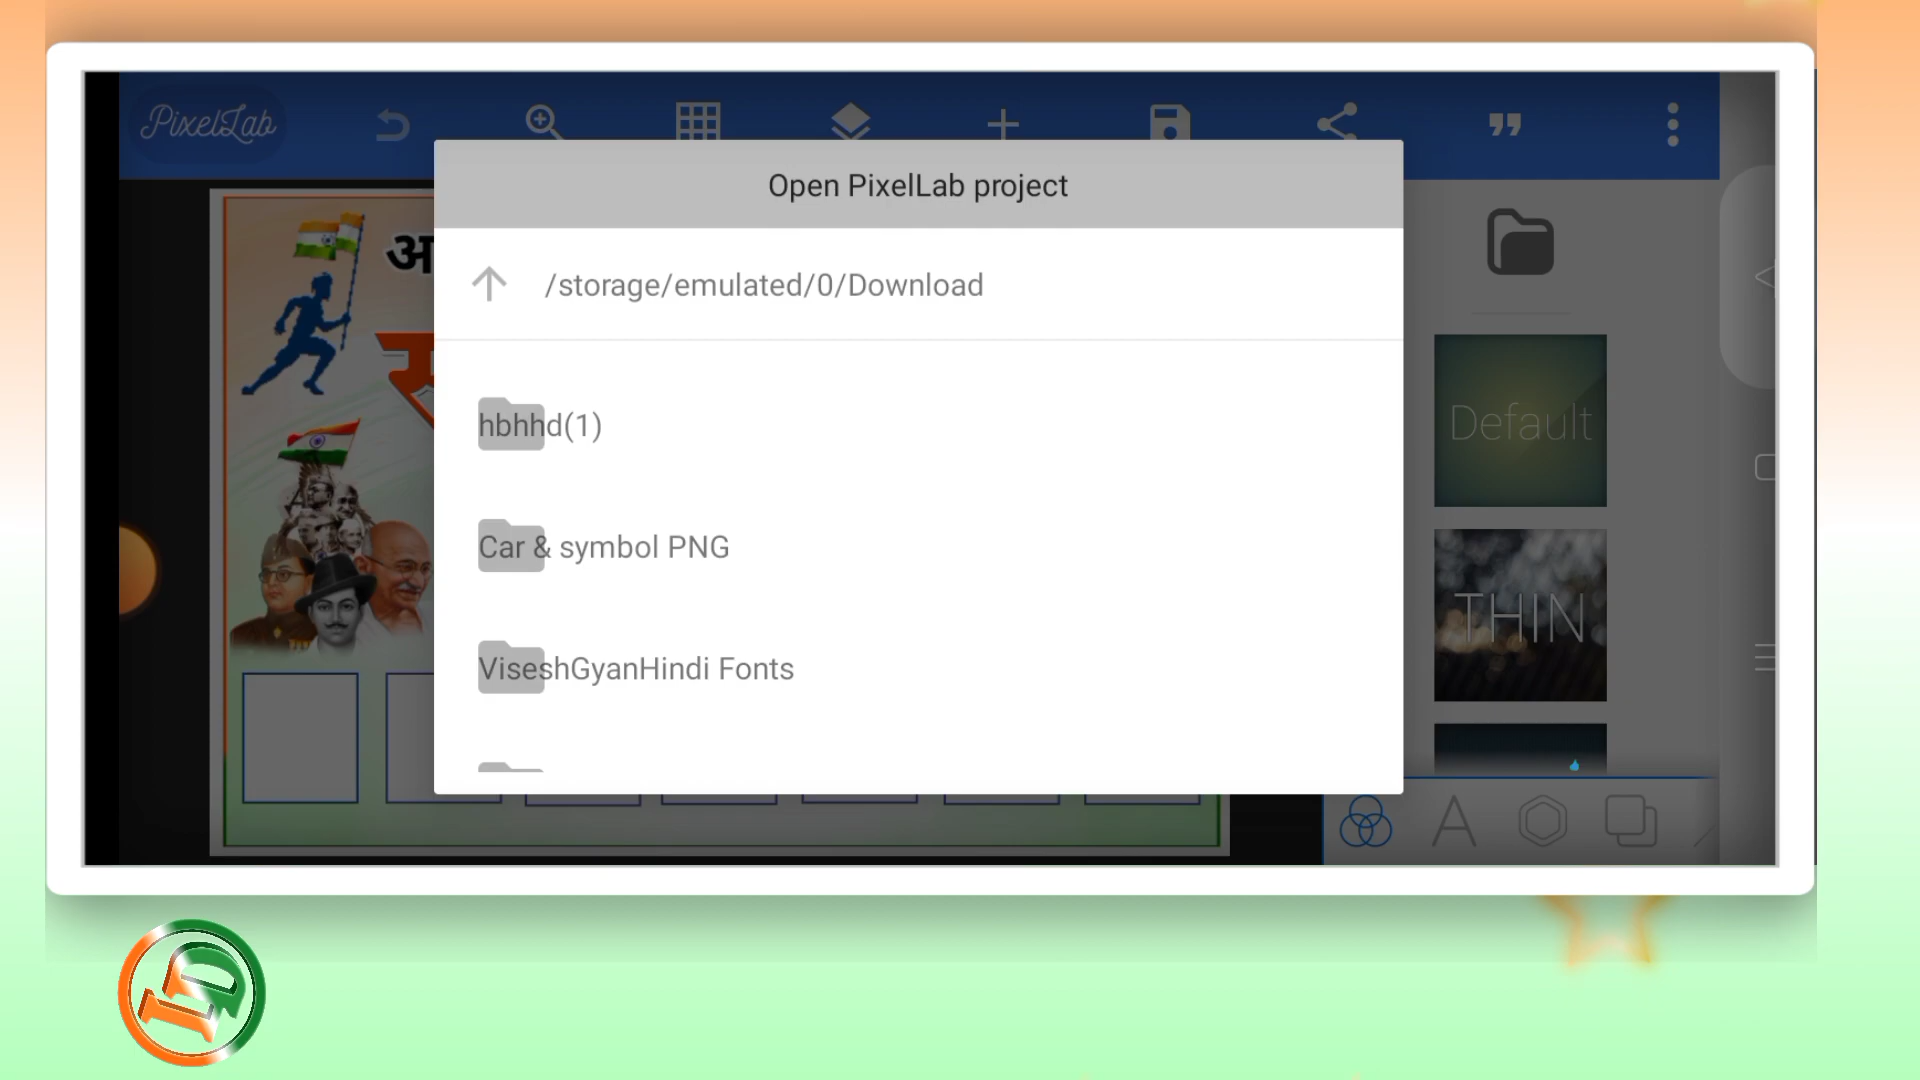 PixelLab
Open PixelLab project
/storage/emulated/0/Download
hbhhd(1)
Car & symbol PNG
ViseshGyanHindi Fonts
Default
THIN